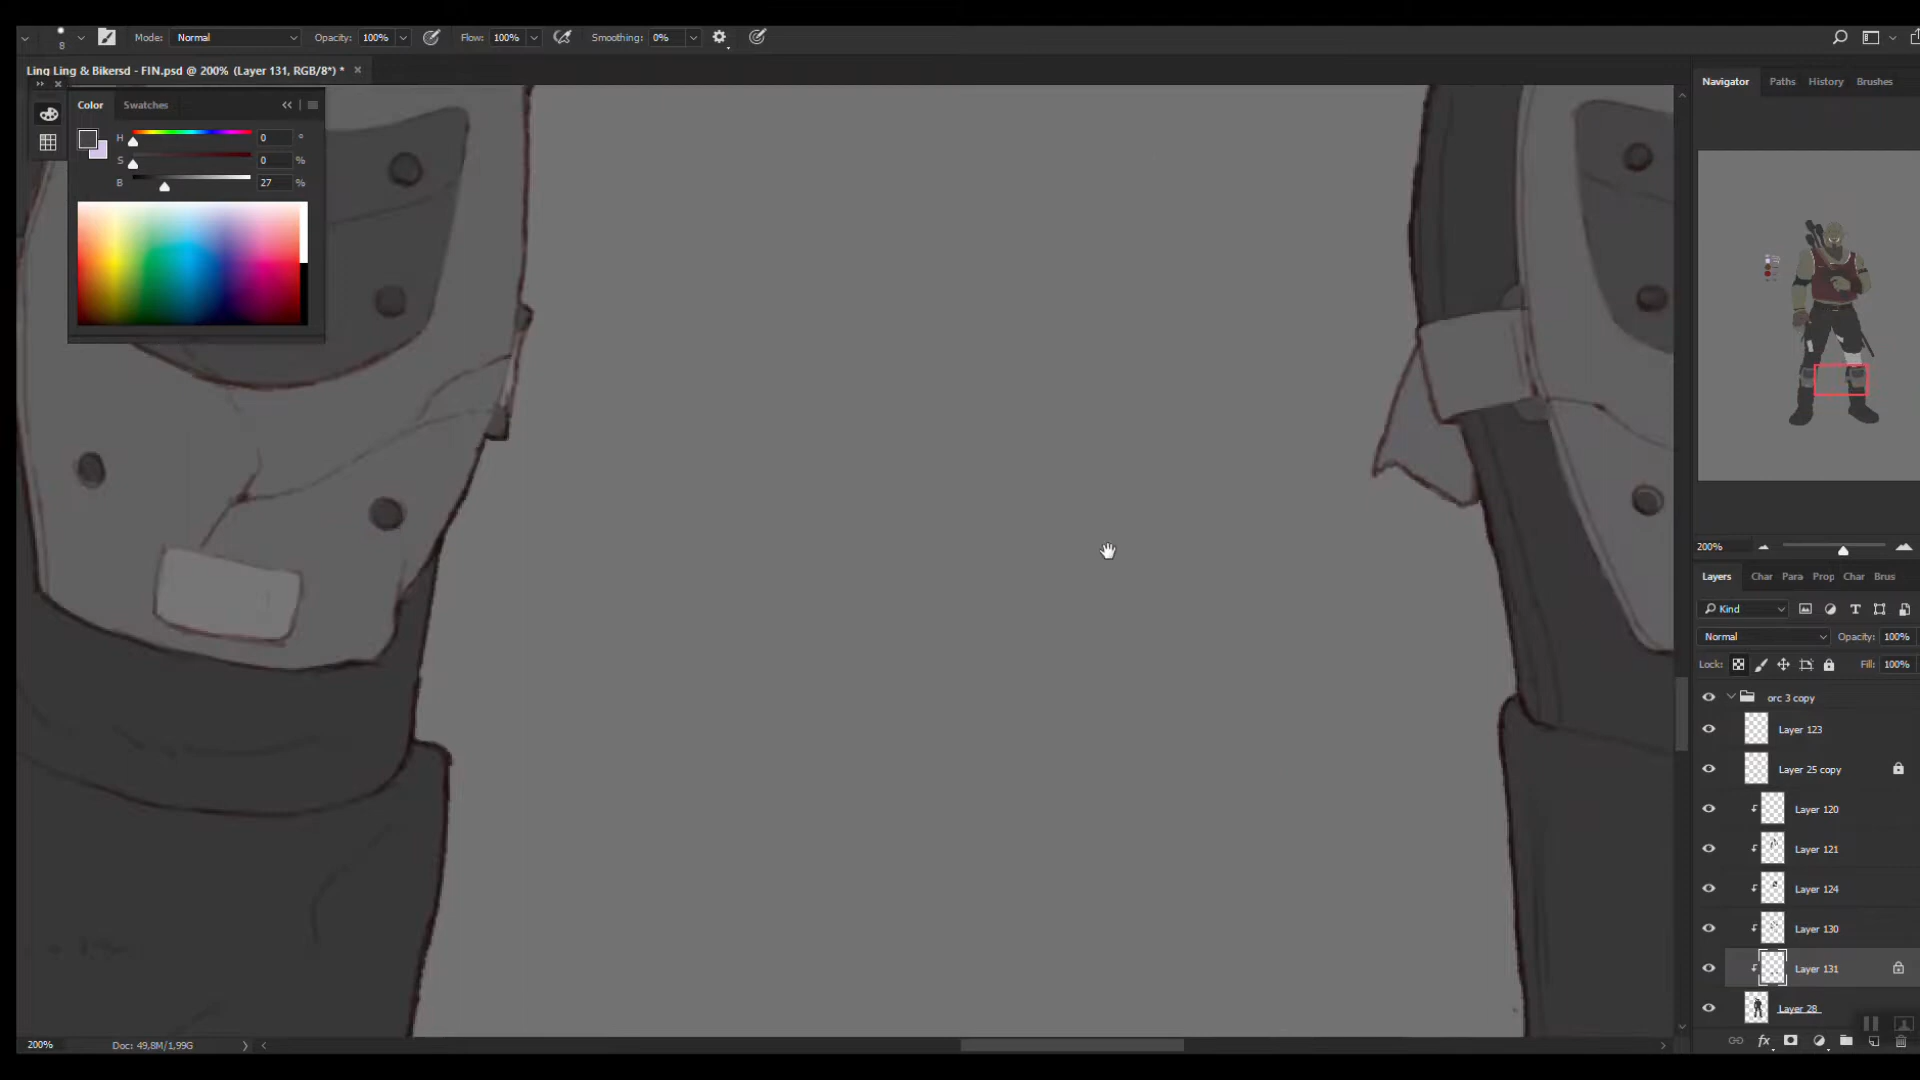 8 Mode: Normal Opacity: 100% Flow: 100% Smoothing: 0%
Ling Ling & Bikersd - FIN.psd @ 200% (Layer 131, RGB/8*) *
Color Swatches
H 0 °
S 0 %
B 27 %
Navigator Paths History Brushes
200%
Layers Char Para Prop Char Brus
Kind
Normal Opacity: 100%
Lock: Fill: 100%
orc 3 copy
Layer 123
Layer 25 copy
Layer 120
Layer 121
Layer 124
Layer 130
Layer 131
Layer 28
200% Doc: 49,8M/1,99G
fx